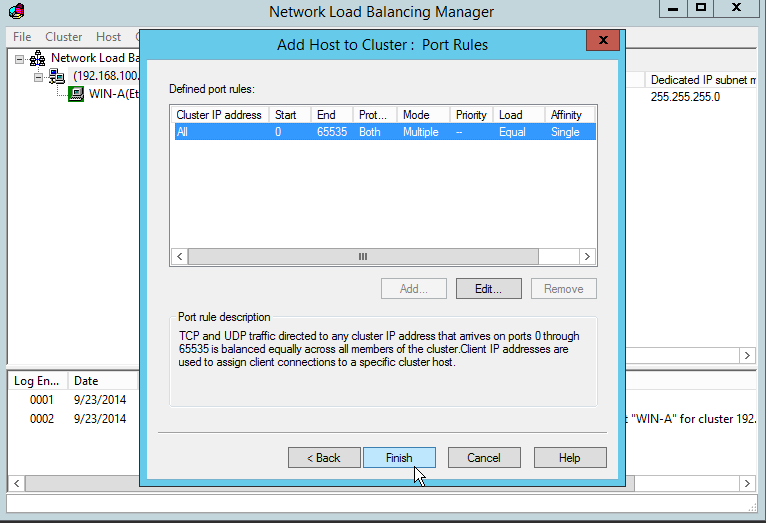 Network Load Balancing Manager
File Cluster Host
Add Host to Cluster : Port Rules
Network Load Ba
(192.168.100.
WIN-A(Et
Dedicated IP subnet m
255.255.255.0
Defined port rules:
Cluster IP address Start End Prot... Mode Priority Load Affinity
All 0 65535 Both Multiple -- Equal Single
Add... Edit... Remove
Port rule description
TCP and UDP traffic directed to any cluster IP address that arrives on ports 0 through
65535 is balanced equally across all members of the cluster.Client IP addresses are
used to assign client connections to a specific cluster host.
Log En... Date
0001 9/23/2014
0002 9/23/2014
t "WIN-A" for cluster 192.
< Back Finish Cancel Help